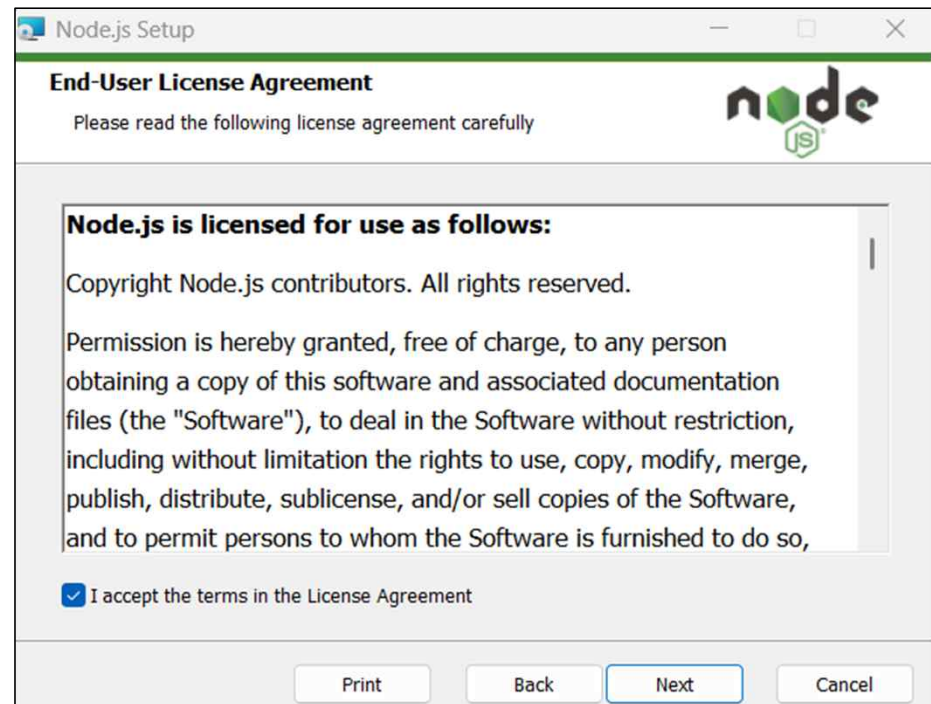 Node.js Setup
End-User License Agreement
Please read the following license agreement carefully
node
JS
Node.js is licensed for use as follows:
Copyright Node.js contributors. All rights reserved.
Permission is hereby granted, free of charge, to any person
obtaining a copy of this software and associated documentation
files (the "Software"), to deal in the Software without restriction,
including without limitation the rights to use, copy, modify, merge,
publish, distribute, sublicense, and/or sell copies of the Software,
and to permit persons to whom the Software is furnished to do so,
I accept the terms in the License Agreement
Print Back Next Cancel